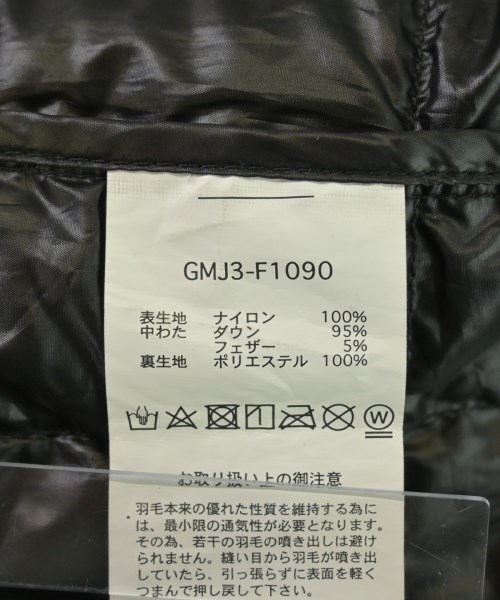 GMJ3-F1090
表生地 ナイロン 100%
中わた ダウン 95%
フェザー 5%
裏生地 ポリエステル 100%
W
お取り扱い上の御注意
・羽毛本来の優れた性質を維持する為に
は、最小限の通気性が必要となります。
その為、若干の羽毛の噴き出しは避け
られません。縫い目から羽毛が噴き出
していたら、引っ張らずに表面を軽く
つまんで押し戻して下さい。